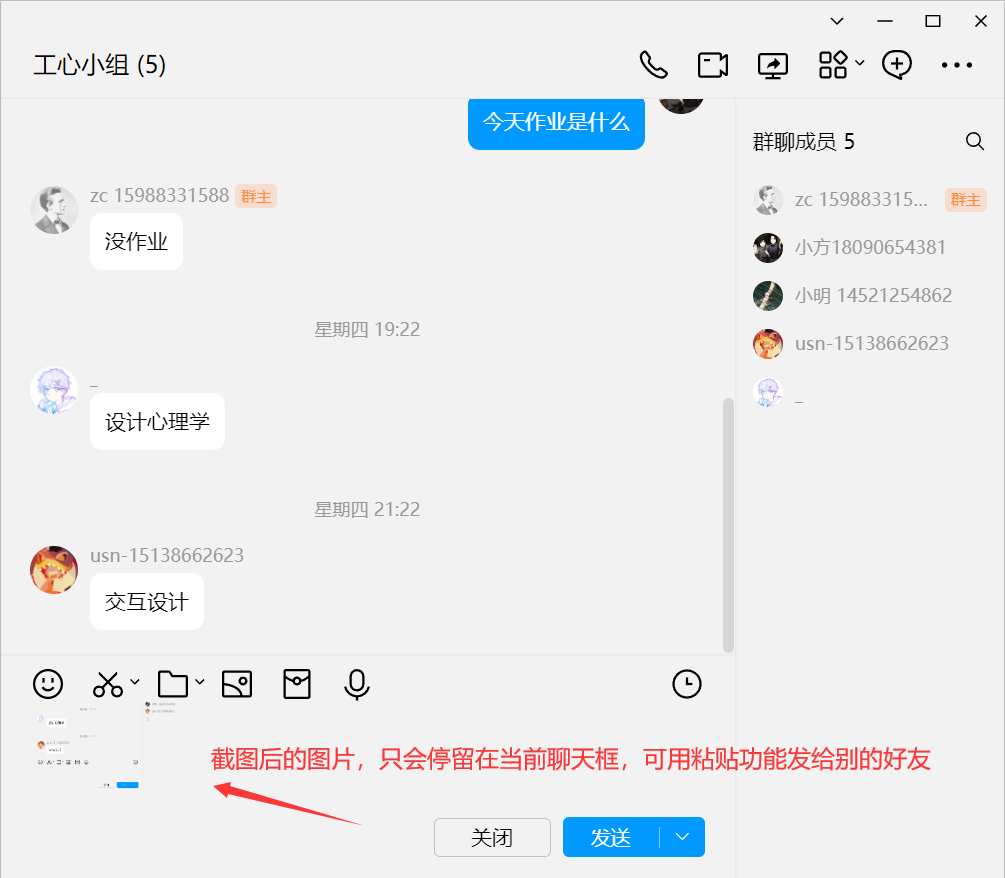 工心小组 (5)
今天作业是什么
zc 15988331588 群主
没作业
星期四 19:22
_
设计心理学
星期四 21:22
usn-15138662623
交互设计
截图后的图片，只会停留在当前聊天框，可用粘贴功能发给别的好友
关闭
发送
群聊成员 5
zc 159883315... 群主
小方18090654381
小明 14521254862
usn-15138662623
_